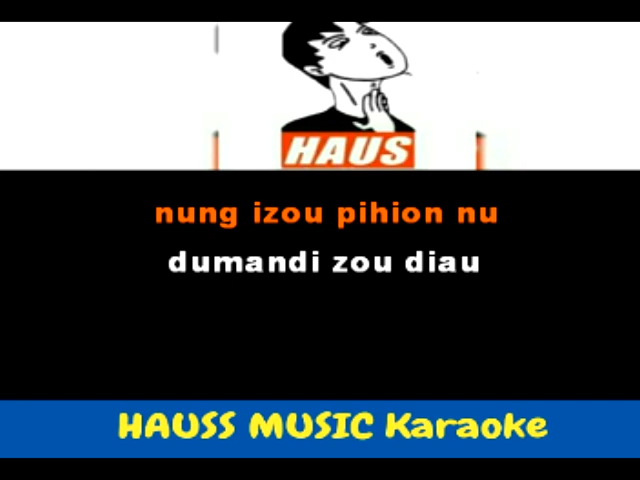 HAUS
nung izou pihion nu
dumandi zou diau
HAUSS MUSIC Karaoke